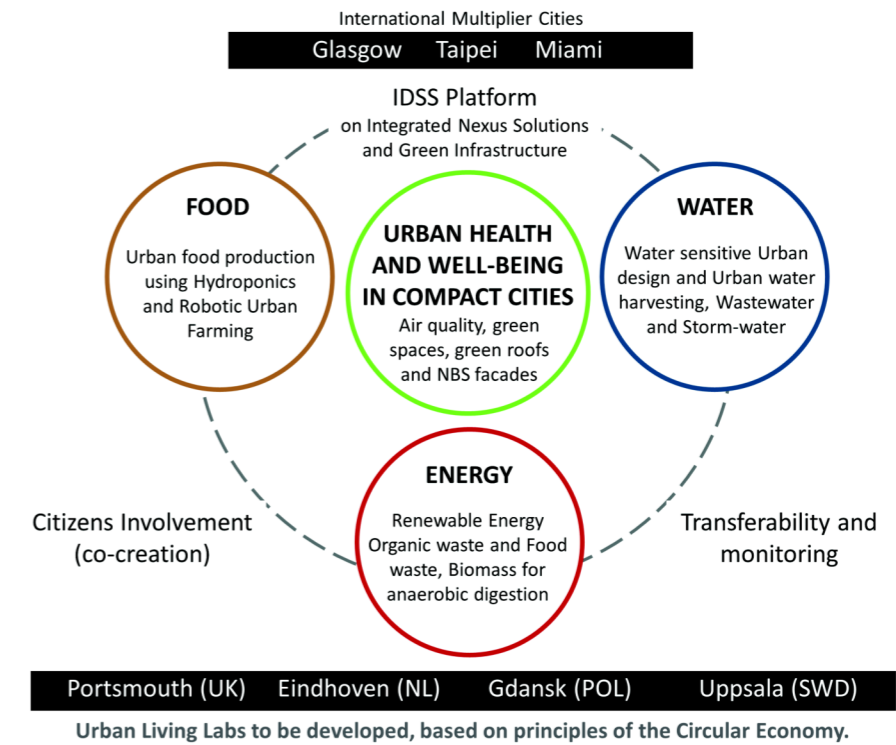 International Multiplier Cities
Glasgow Taipei Miami
IDSS Platform
on Integrated Nexus Solutions
and Green Infrastructure
FOOD
Urban food production
using Hydroponics
and Robotic Urban
Farming
URBAN HEALTH
AND WELL-BEING
IN COMPACT CITIES
Air quality, green
spaces, green roofs
and NBS facades
WATER
Water sensitive Urban
design and Urban water
harvesting, Wastewater
and Storm-water
ENERGY
Renewable Energy
Organic waste and Food
waste, Biomass for
anaerobic digestion
Citizens Involvement
(co-creation)
Transferability and
monitoring
Portsmouth (UK) Eindhoven (NL) Gdansk (POL) Uppsala (SWD)
Urban Living Labs to be developed, based on principles of the Circular Economy.